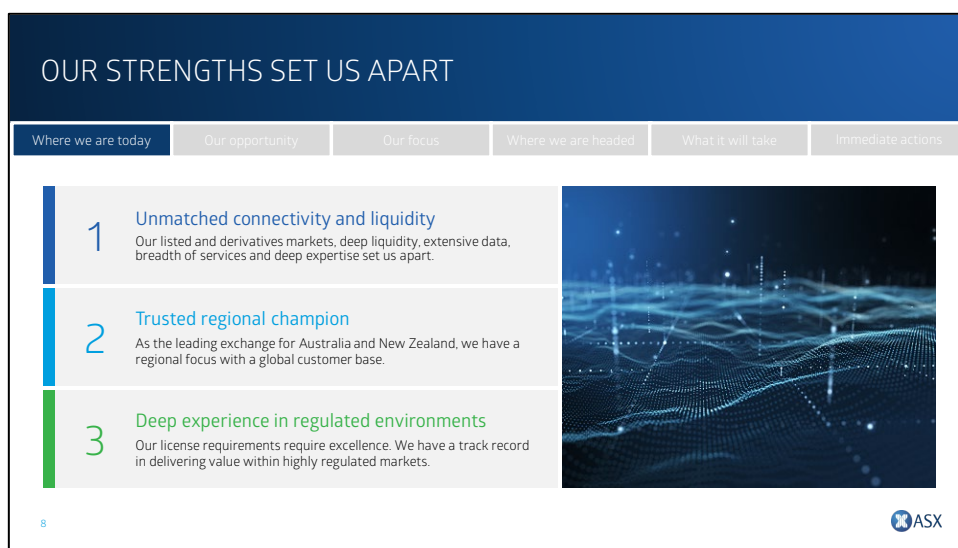 OUR STRENGTHS SET US APART
Where we are today
Our opportunity
Our focus
Where we are headed
What it will take
Immediate actions
1
Unmatched connectivity and liquidity
Our listed and derivatives markets, deep liquidity, extensive data,
breadth of services and deep expertise set us apart.
2
Trusted regional champion
As the leading exchange for Australia and New Zealand, we have a
regional focus with a global customer base.
3
Deep experience in regulated environments
Our license requirements require excellence. We have a track record
in delivering value within highly regulated markets.
8
ASX